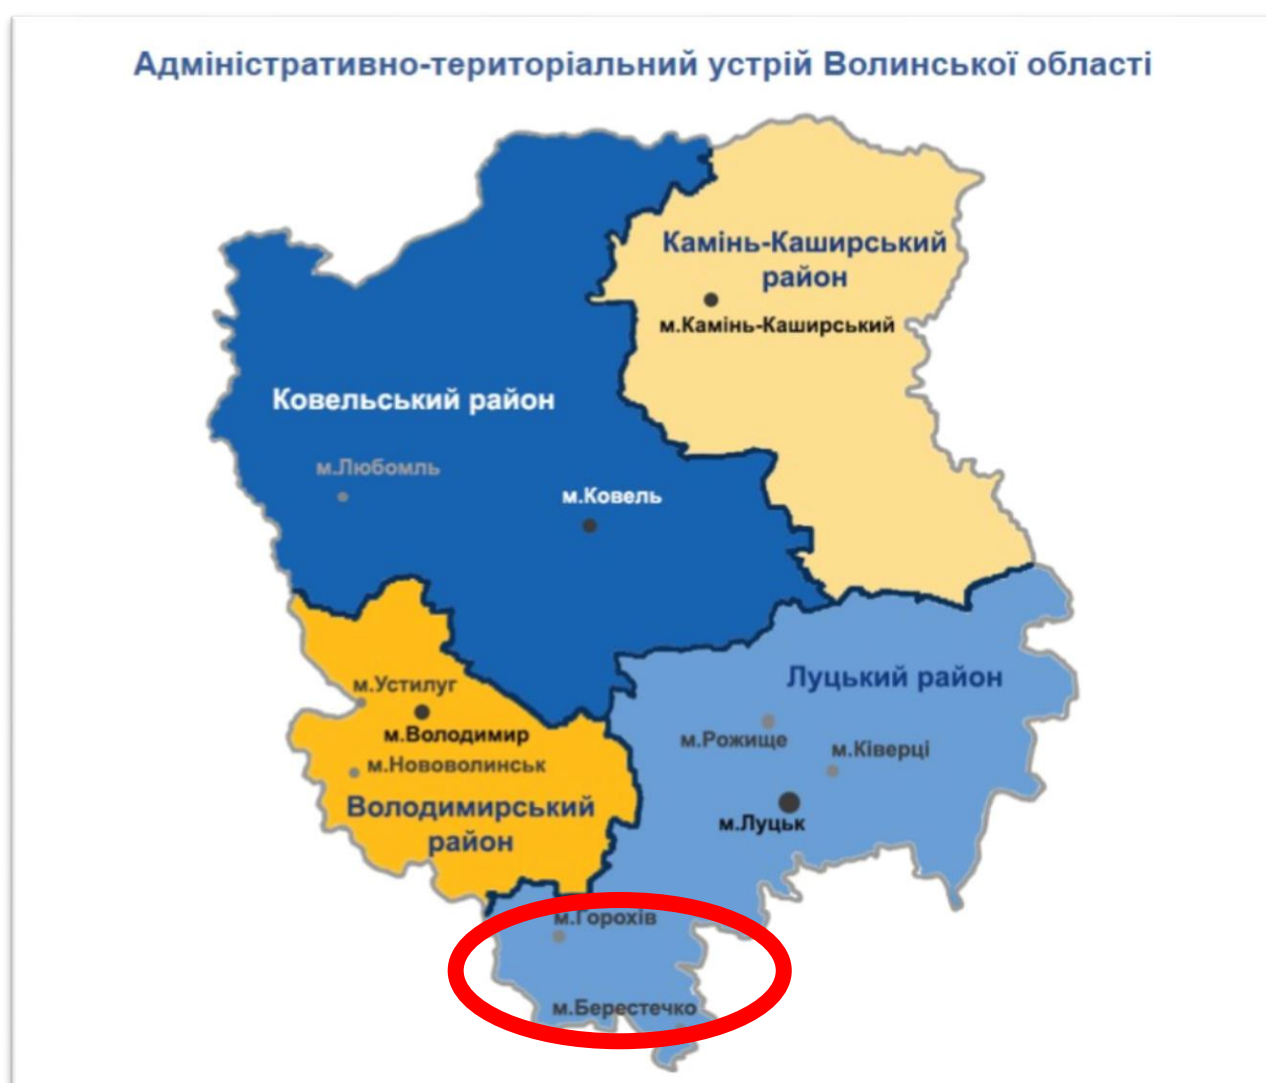 Адміністративно-територіальний устрій Волинської області
Камінь-Каширський
район
м.Камінь-Каширський
Ковельський район
м.Любомль
м.Ковель
Луцький район
м.Устилуг
м.Володимир
м.Рожище
м.Ківерці
м.Нововолинськ
Володимирський
район
м.Луцьк
м.Горохів
м.Берестечко